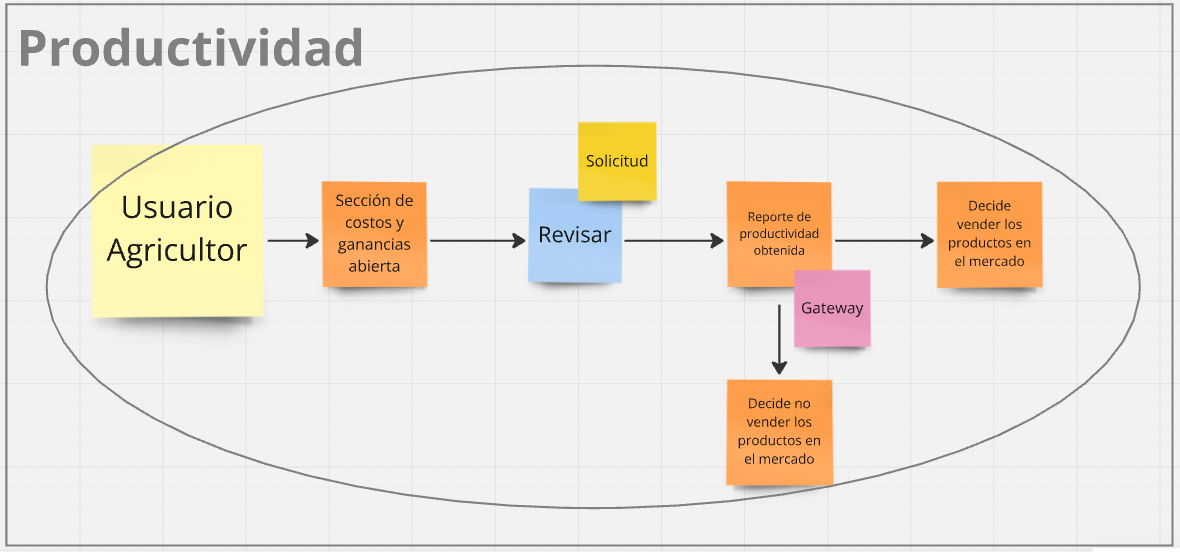 Productividad
Usuario
Agricultor
Sección de
costos y
ganancias
abierta
Solicitud
Revisar
Reporte de
productividad
obtenida
Gateway
Decide
vender los
productos en
el mercado
Decide no
vender los
productos en
el mercado